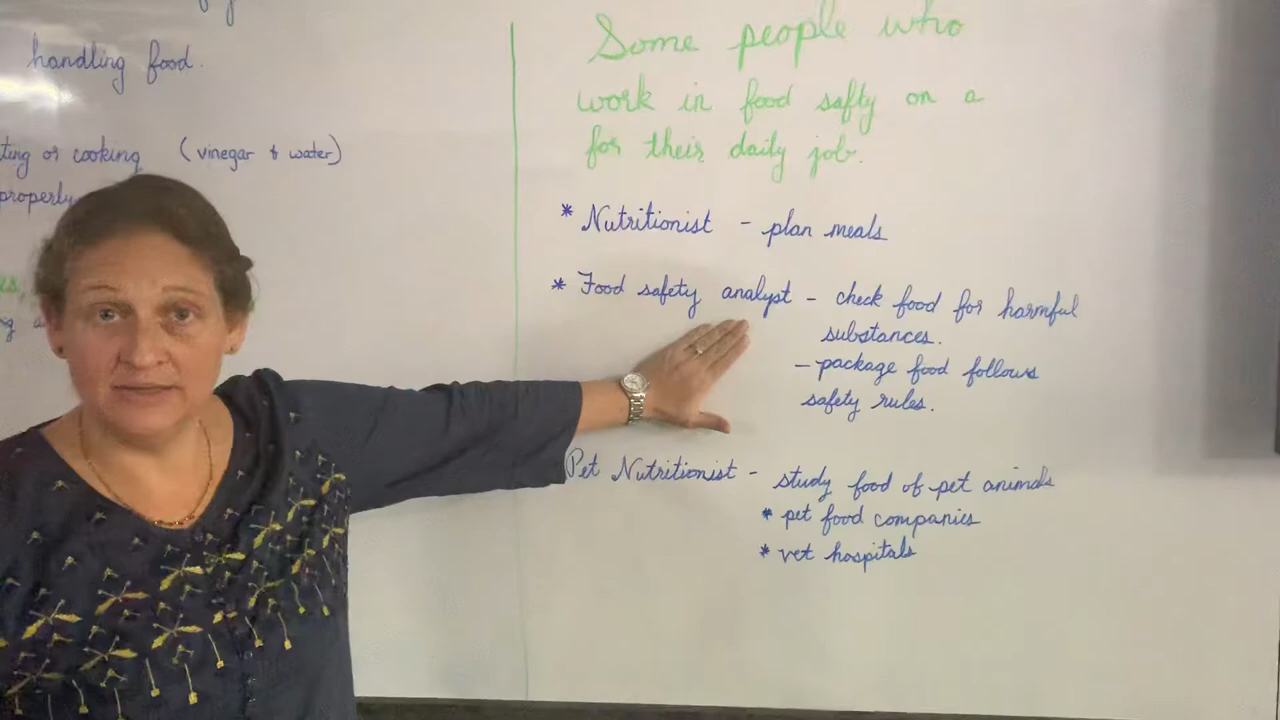 handling food.
ting or cooking (vinegar & water)
properly
Some people who
work in food safty on a
for their daily job.
* Nutritionist - plan meals
* Food safety analyst - check food for harmful
substances.
- package food follows
safety rules.
Pet Nutritionist - study food of pet animals
* pet food companies
* vet hospitals